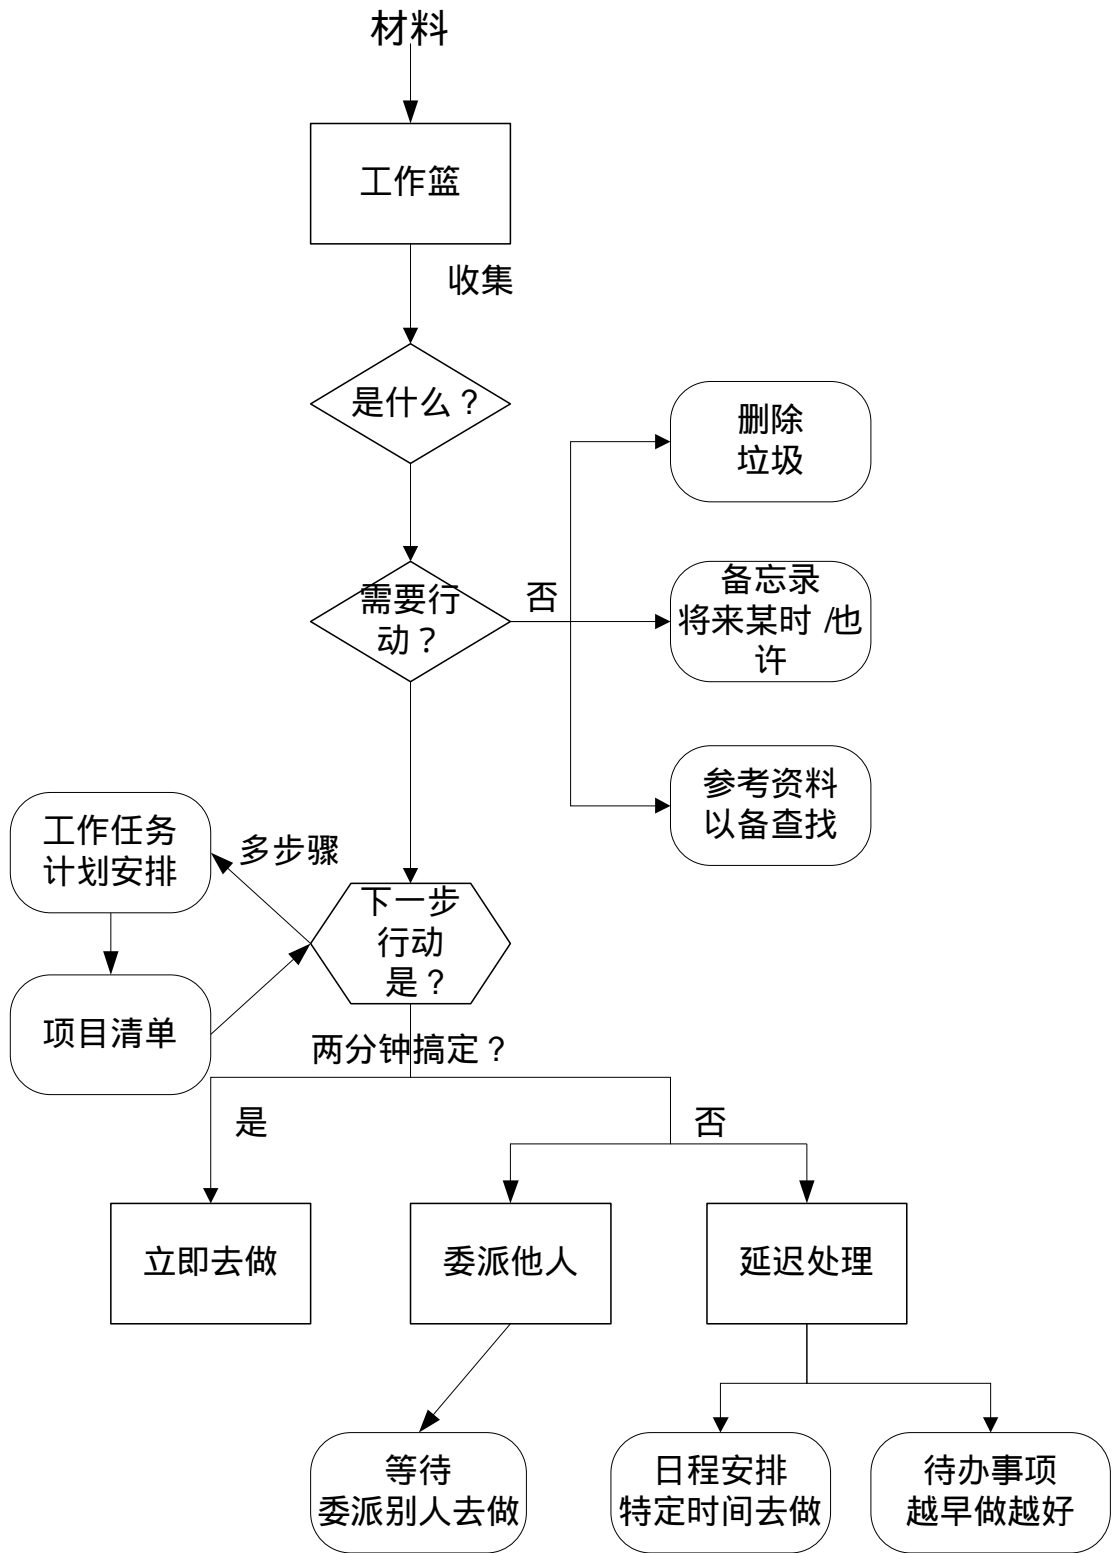 材料
工作篮
收集
是什么？
删除
垃圾
需要行
动？
否
备忘录
将来某时 /也
许
参考资料
以备查找
工作任务
计划安排
多步骤
下一步
行动
是？
项目清单
两分钟搞定？
是
否
立即去做
委派他人
延迟处理
等待
委派别人去做
日程安排
特定时间去做
待办事项
越早做越好